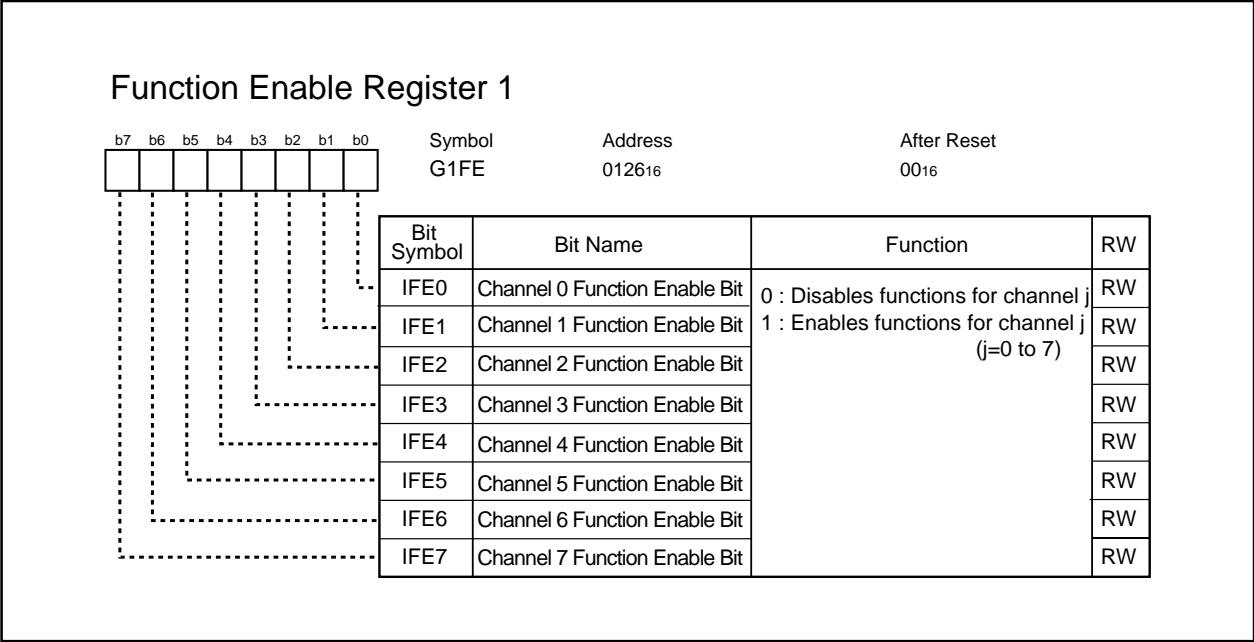 Function Enable Register 1
b7 b6 b5 b4 b3 b2 b1 b0
Symbol Address After Reset
G1FE 012616 0016
Bit Symbol Bit Name Function RW
IFE0 Channel 0 Function Enable Bit 0 : Disables functions for channel j RW
IFE1 Channel 1 Function Enable Bit 1 : Enables functions for channel j RW
(j=0 to 7)
IFE2 Channel 2 Function Enable Bit RW
IFE3 Channel 3 Function Enable Bit RW
IFE4 Channel 4 Function Enable Bit RW
IFE5 Channel 5 Function Enable Bit RW
IFE6 Channel 6 Function Enable Bit RW
IFE7 Channel 7 Function Enable Bit RW